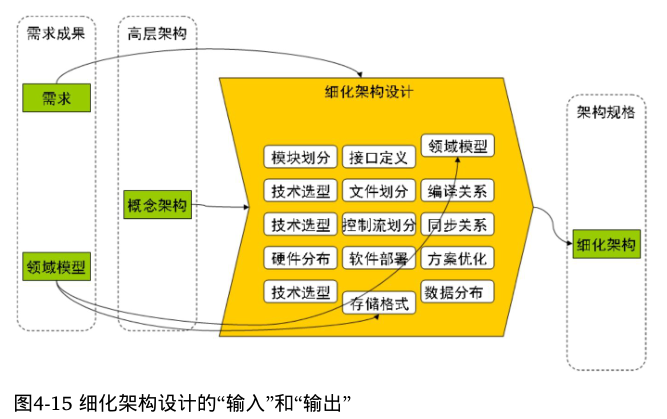 需求成果
高层架构
需求
细化架构设计
架构规格
模块划分
接口定义
领域模型
技术选型
文件划分
编译关系
概念架构
技术选型
控制流划分
同步关系
细化架构
硬件分布
软件部署
方案优化
领域模型
技术选型
存储格式
数据分布
图4-15 细化架构设计的“输入”和“输出”